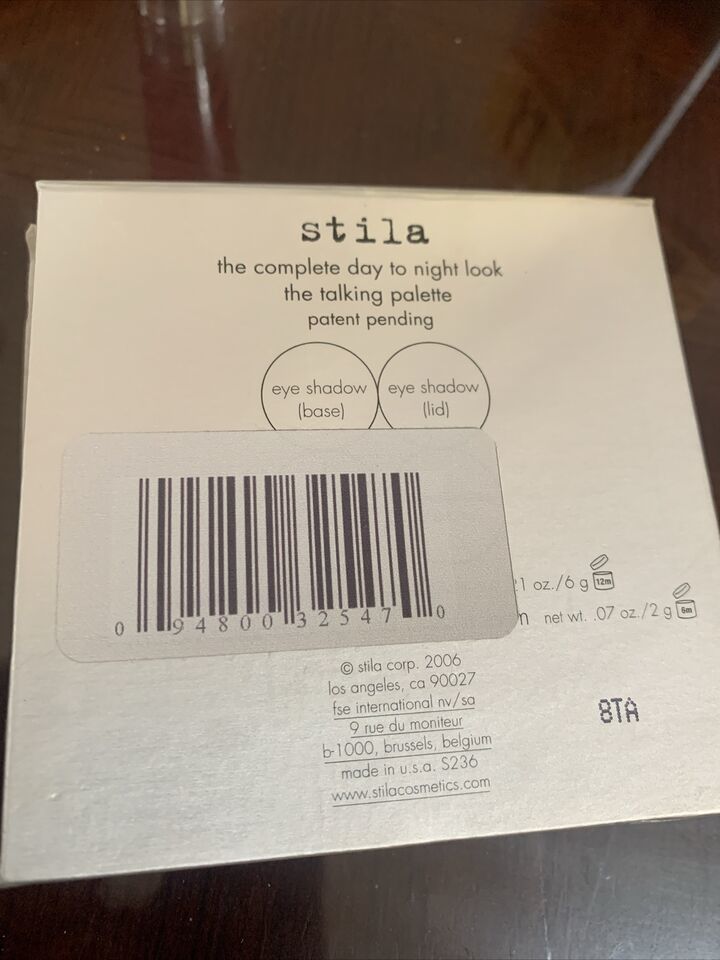 stila
the complete day to night look
the talking palette
patent pending
eye shadow (base)
eye shadow (lid)
0 94800 32547 0
1 oz./6 g 12m
net wt. .07 oz./2 g 6m
© stila corp. 2006
los angeles, ca 90027
fse international nv/sa
9 rue du moniteur
b-1000, brussels, belgium
made in u.s.a. S236
www.stilacosmetics.com
8TA